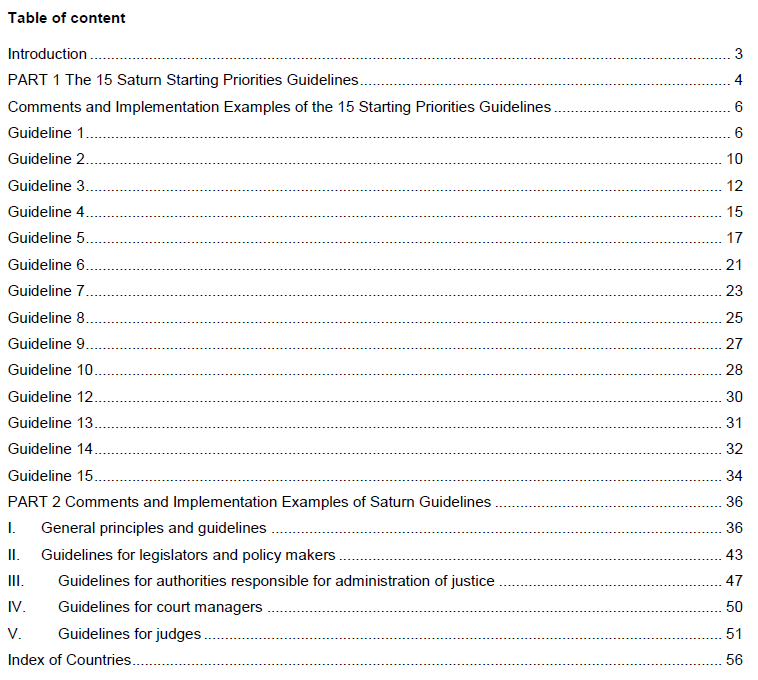 Table of content
Introduction 3
PART 1 The 15 Saturn Starting Priorities Guidelines 4
Comments and Implementation Examples of the 15 Starting Priorities Guidelines 6
Guideline 1 6
Guideline 2 10
Guideline 3 12
Guideline 4 15
Guideline 5 17
Guideline 6 21
Guideline 7 23
Guideline 8 25
Guideline 9 27
Guideline 10 28
Guideline 12 30
Guideline 13 31
Guideline 14 32
Guideline 15 34
PART 2 Comments and Implementation Examples of Saturn Guidelines 36
I. General principles and guidelines 36
II. Guidelines for legislators and policy makers 43
III. Guidelines for authorities responsible for administration of justice 47
IV. Guidelines for court managers 50
V. Guidelines for judges 51
Index of Countries 56